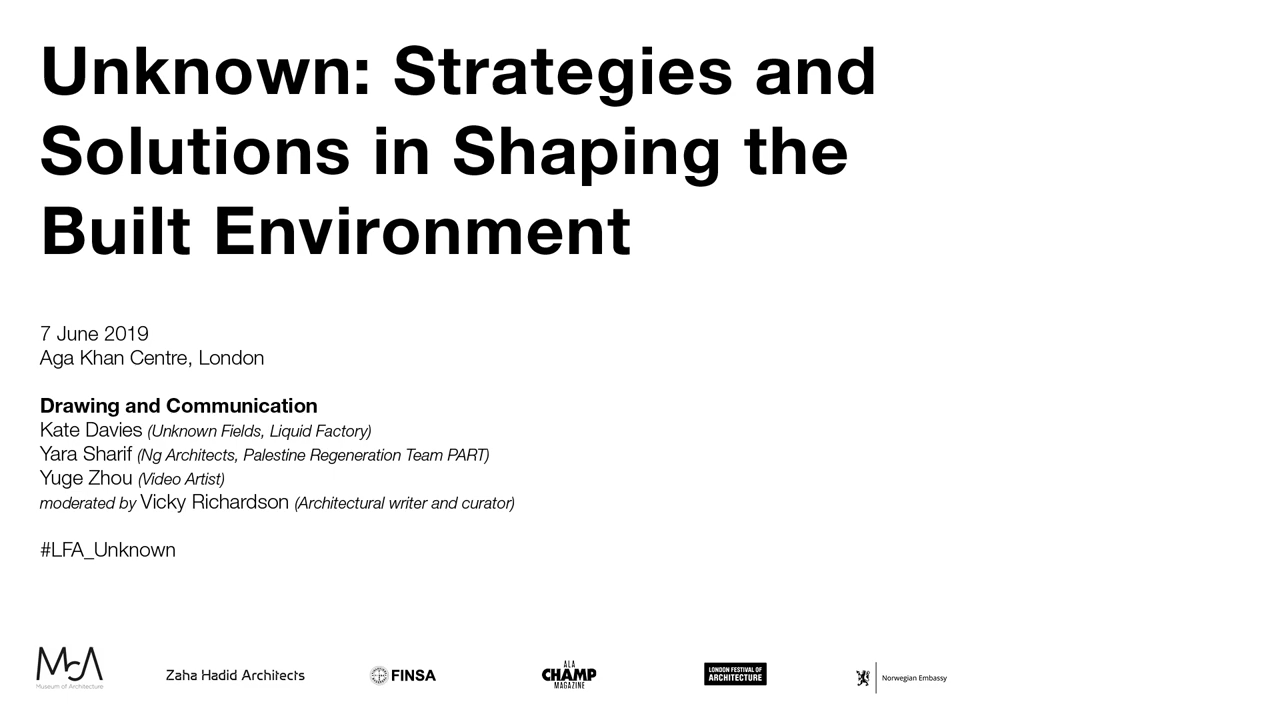 Unknown: Strategies and
Solutions in Shaping the
Built Environment
7 June 2019
Aga Khan Centre, London
Drawing and Communication
Kate Davies (Unknown Fields, Liquid Factory)
Yara Sharif (Ng Architects, Palestine Regeneration Team PART)
Yuge Zhou (Video Artist)
moderated by Vicky Richardson (Architectural writer and curator)
#LFA_Unknown
McA
Museum of Architecture
Zaha Hadid Architects
FINSA
ALA
CHAMP
MAGAZINE
LONDON FESTIVAL OF
ARCHITECTURE
Norwegian Embassy